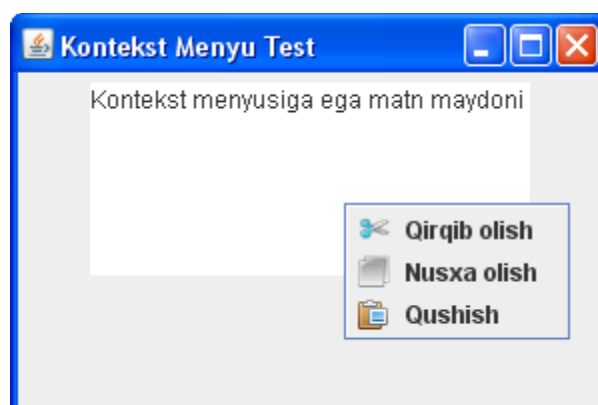 Kontekst Menyu Test
Kontekst menyusiga ega matn maydoni
Qirqib olish
Nusxa olish
Qushish